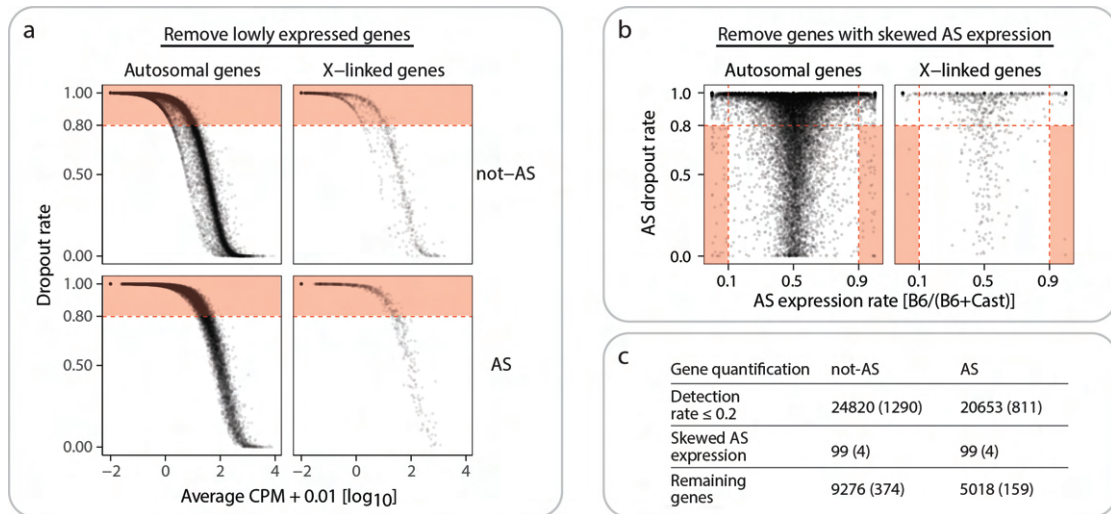 a
Remove lowly expressed genes
Autosomal genes
X-linked genes
1.00
0.80
0.50
0.00
not-AS
1.00
0.80
0.50
0.00
AS
Dropout rate
-2 0 2 4 -2 0 2 4
Average CPM + 0.01 [log10]
b
Remove genes with skewed AS expression
Autosomal genes
X-linked genes
1.0
0.8
0.5
0.0
AS dropout rate
0.1 0.5 0.9 0.1 0.5 0.9
AS expression rate [B6/(B6+Cast)]
c
Gene quantification not-AS AS
Detection
rate ≤ 0.2 24820 (1290) 20653 (811)
Skewed AS
expression 99 (4) 99 (4)
Remaining
genes 9276 (374) 5018 (159)